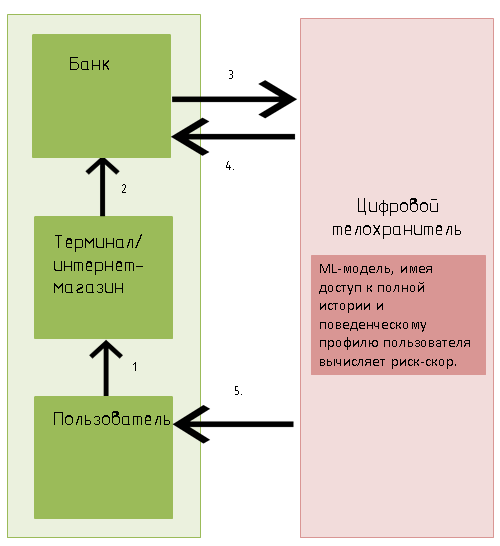 Банк
3
4.
2
Терминал/
интернет-
магазин
Цифровой
телохранитель
ML-модель, имея
доступ к полной
истории и
поведенческому
профилю пользователя
вычисляет риск-скор.
1
5.
Пользователь